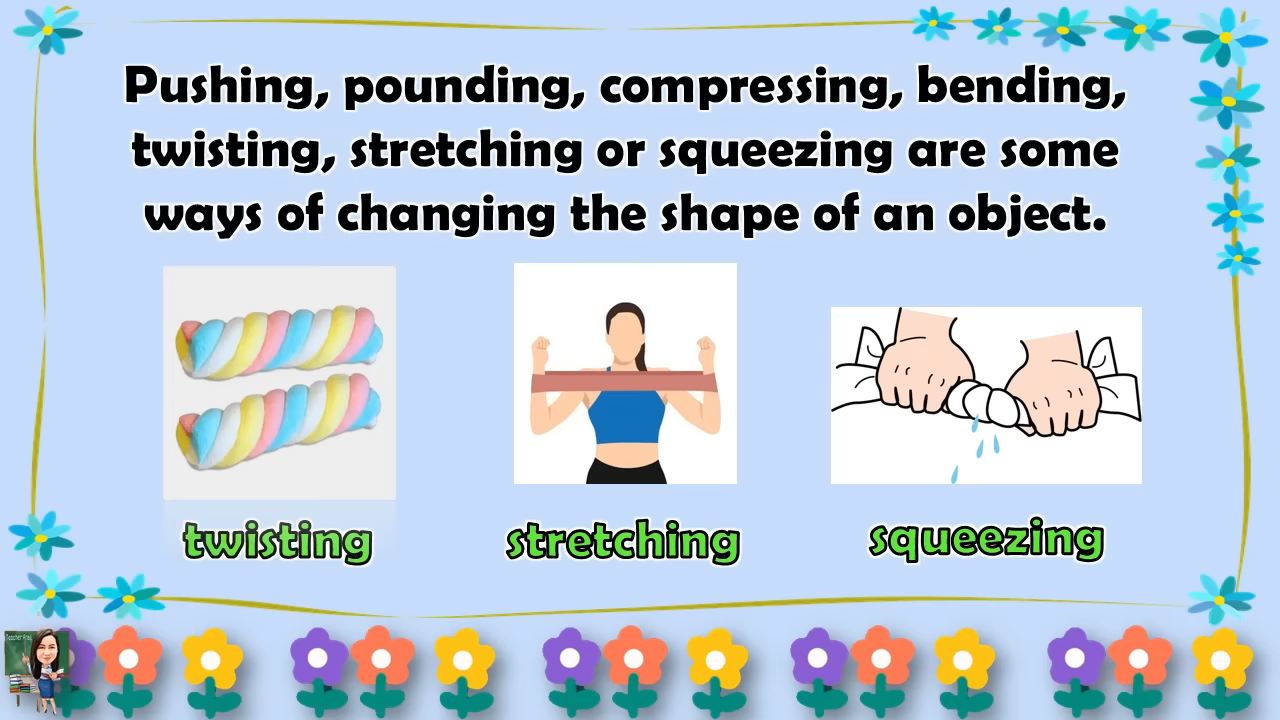 Pushing, pounding, compressing, bending,
twisting, stretching or squeezing are some
ways of changing the shape of an object.
twisting
stretching
squeezing